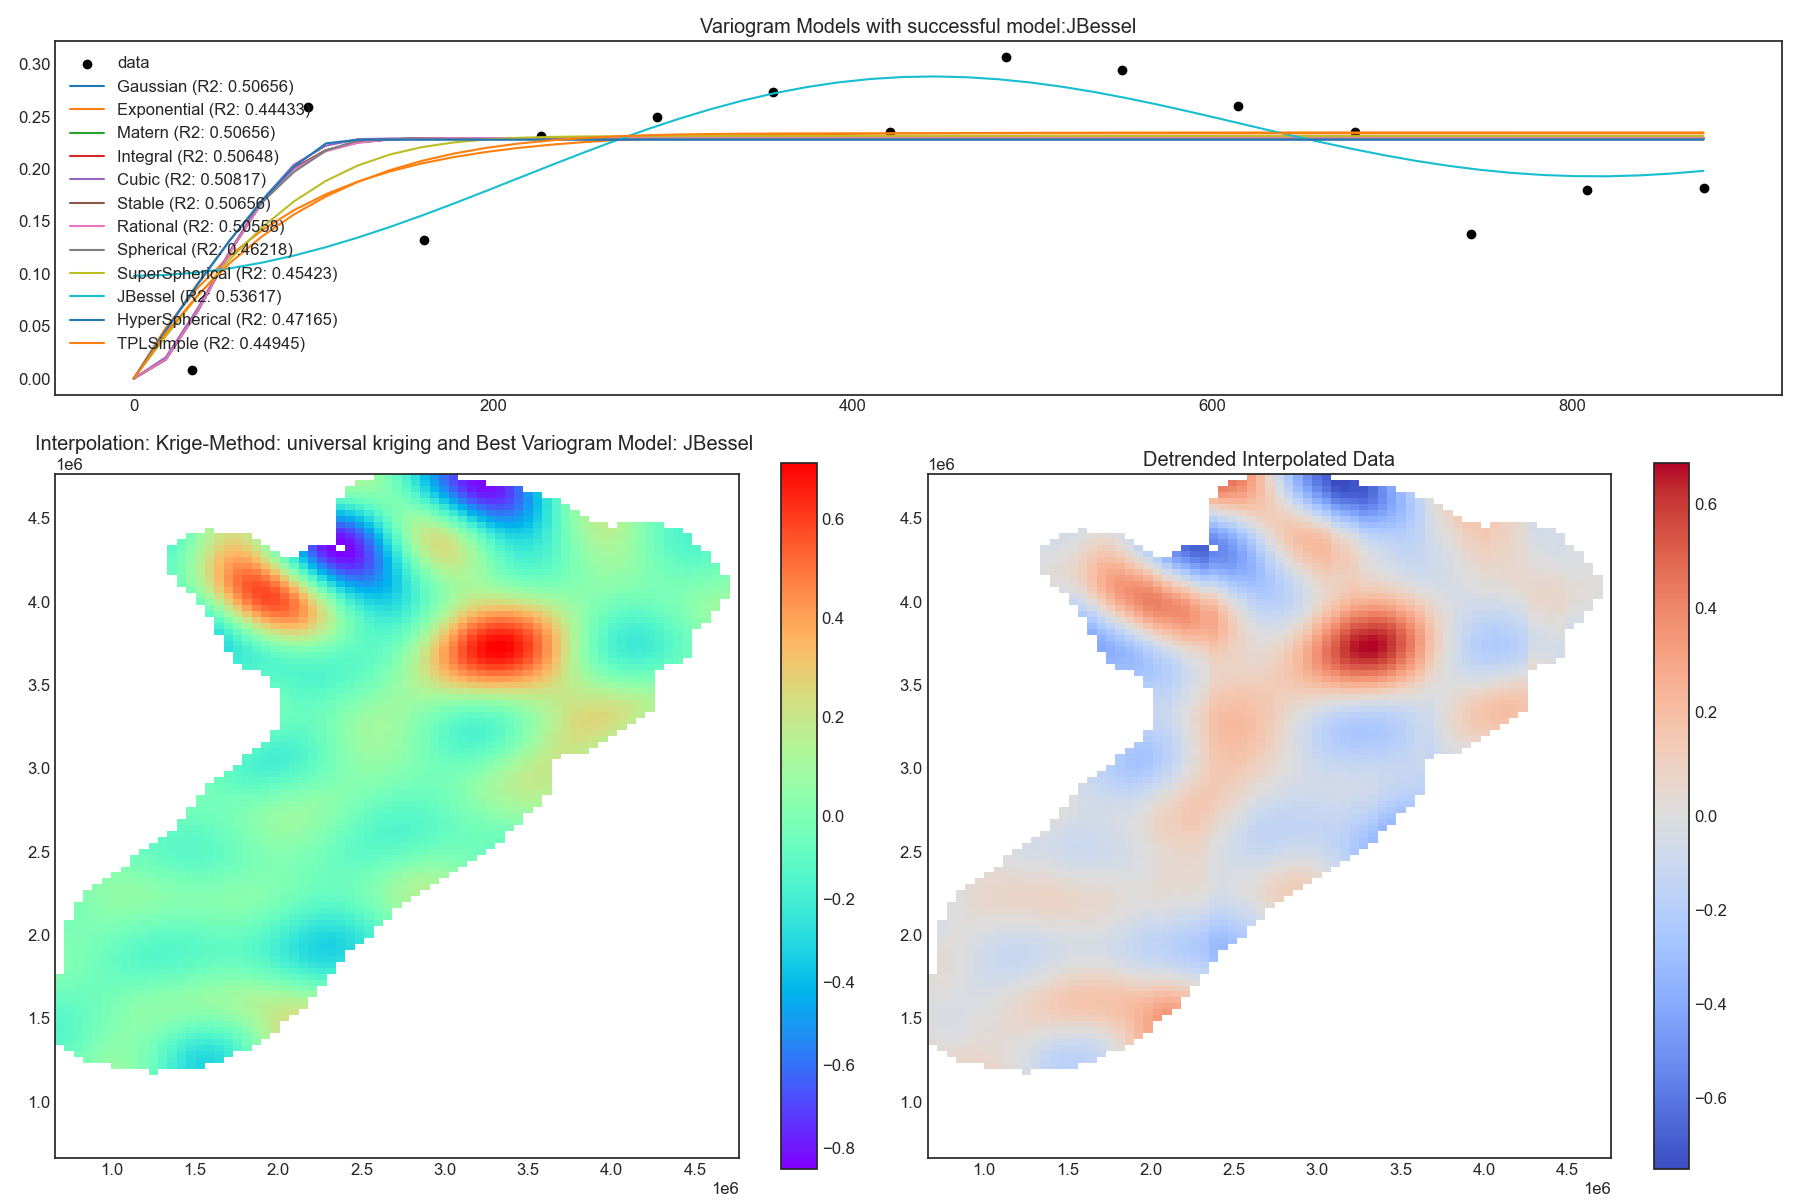 Variogram Models with successful model:JBessel
0.30
0.25
0.20
0.15
0.10
0.05
0.00
data
Gaussian (R2: 0.50656)
Exponential (R2: 0.44433)
Matern (R2: 0.50656)
Integral (R2: 0.50648)
Cubic (R2: 0.50817)
Stable (R2: 0.50656)
Rational (R2: 0.50558)
Spherical (R2: 0.46218)
SuperSpherical (R2: 0.45423)
JBessel (R2: 0.53617)
HyperSpherical (R2: 0.47165)
TPLSimple (R2: 0.44945)
0 200 400 600 800
Interpolation: Krige-Method: universal kriging and Best Variogram Model: JBessel
1e6
4.5
4.0
3.5
3.0
2.5
2.0
1.5
1.0
1.0 1.5 2.0 2.5 3.0 3.5 4.0 4.5
1e6
0.6
0.4
0.2
0.0
−0.2
−0.4
−0.6
−0.8
Detrended Interpolated Data
1e6
4.5
4.0
3.5
3.0
2.5
2.0
1.5
1.0
1.0 1.5 2.0 2.5 3.0 3.5 4.0 4.5
1e6
0.6
0.4
0.2
0.0
−0.2
−0.4
−0.6